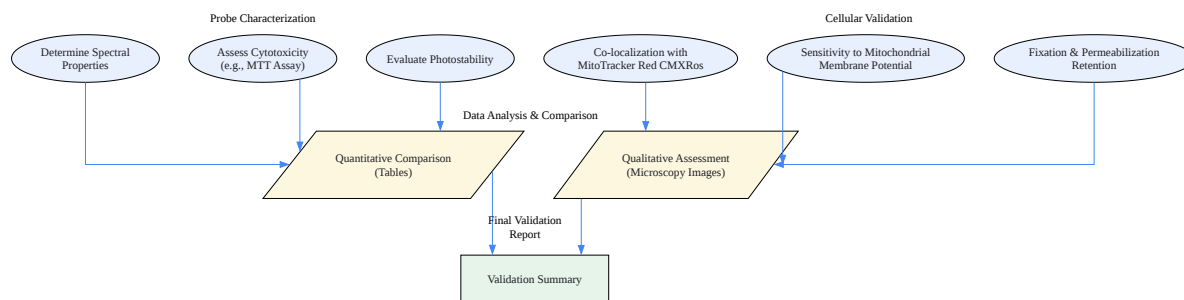 Probe Characterization
Cellular Validation
Determine Spectral
Properties
Assess Cytotoxicity
(e.g., MTT Assay)
Evaluate Photostability
Co-localization with
MitoTracker Red CMXRos
Sensitivity to Mitochondrial
Membrane Potential
Fixation & Permeabilization
Retention
Data Analysis & Comparison
Quantitative Comparison
(Tables)
Qualitative Assessment
(Microscopy Images)
Final Validation
Report
Validation Summary